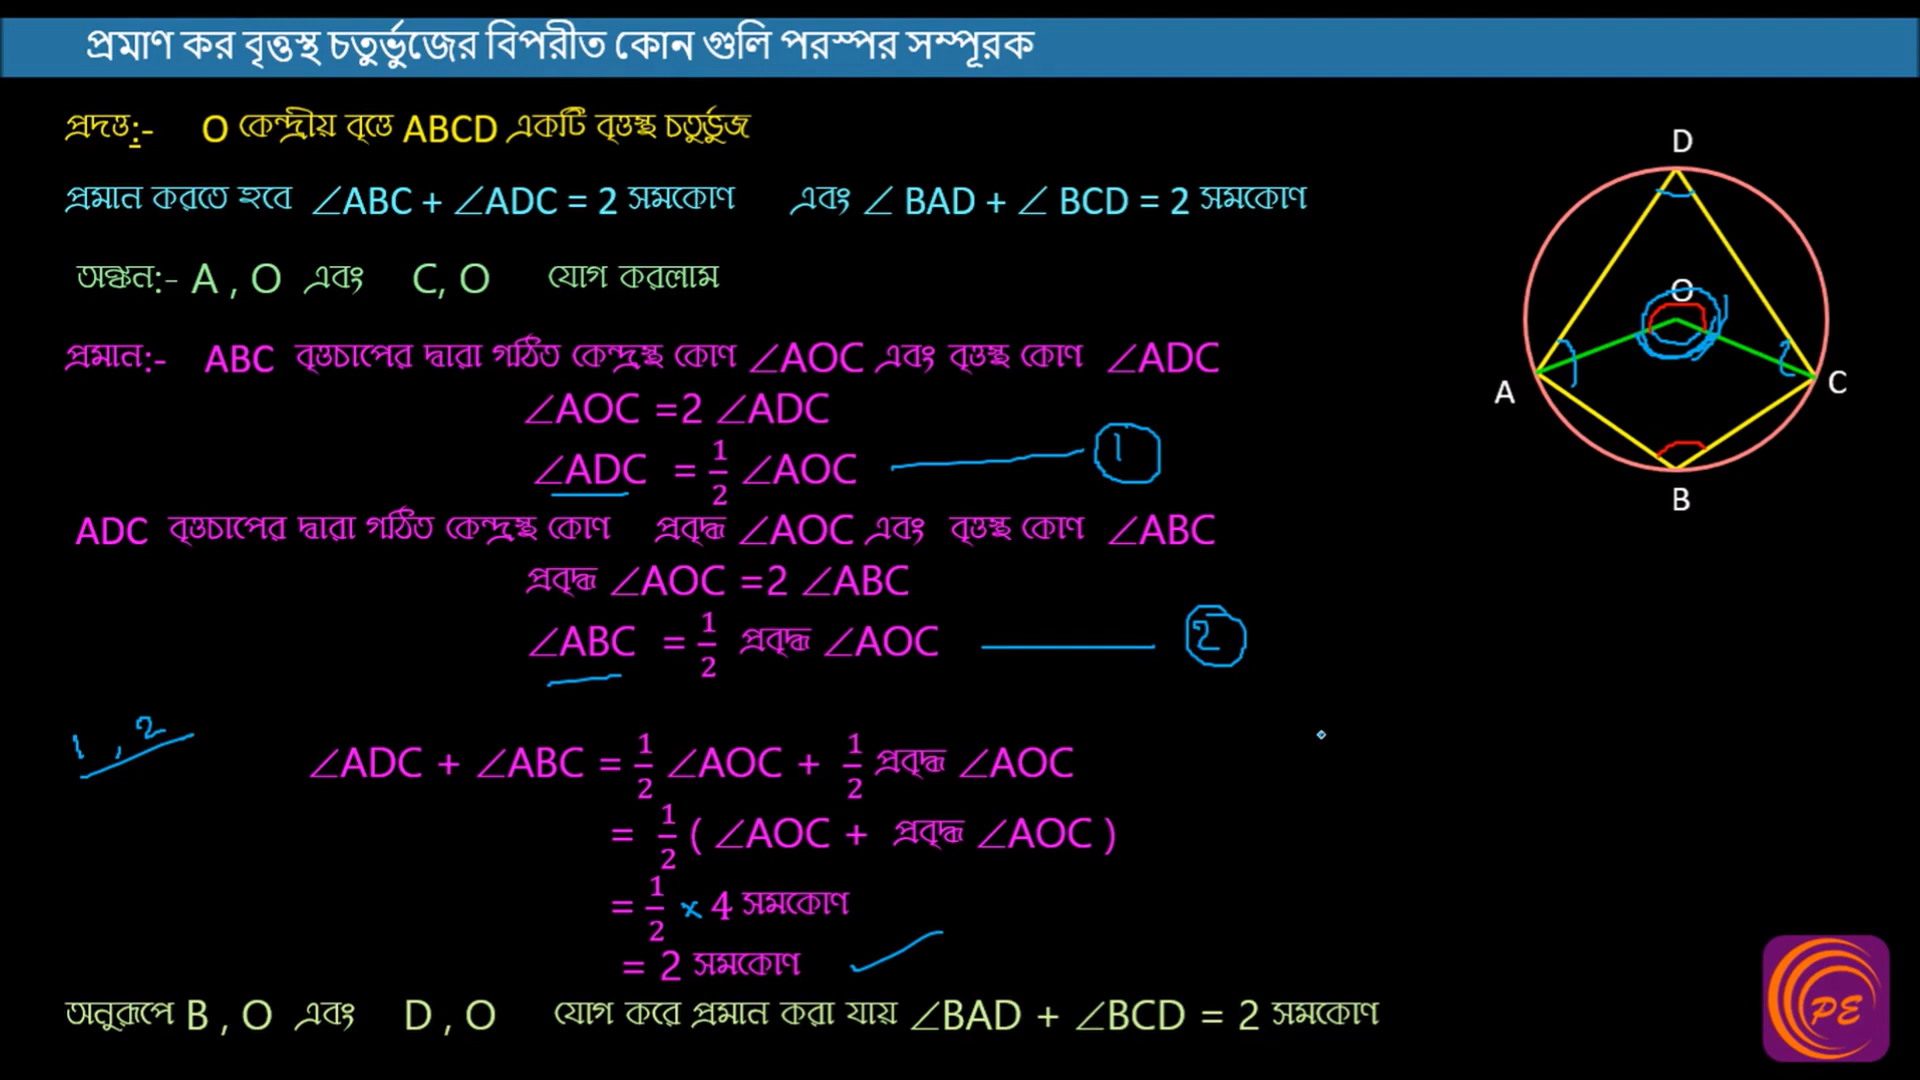 প্রমাণ কর বৃত্তস্থ চতুর্ভুজের বিপরীত কোন গুলি পরস্পর সম্পূরক
প্রদত্ত:- O কেন্দ্রীয় বৃত্তে ABCD একটি বৃত্তস্থ চতুর্ভুজ
প্রমান করতে হবে ∠ABC + ∠ADC = 2 সমকোণ এবং ∠ BAD + ∠ BCD = 2 সমকোণ
অঙ্কন:- A , O এবং C, O যোগ করলাম
প্রমান:- ABC বৃত্তচাপের দ্বারা গঠিত কেন্দ্রস্থ কোণ ∠AOC এবং বৃত্তস্থ কোণ ∠ADC
∠AOC =2 ∠ADC
∠ADC = 1/2 ∠AOC 1
ADC বৃত্তচাপের দ্বারা গঠিত কেন্দ্রস্থ কোণ প্রবৃদ্ধ ∠AOC এবং বৃত্তস্থ কোণ ∠ABC
প্রবৃদ্ধ ∠AOC =2 ∠ABC
∠ABC = 1/2 প্রবৃদ্ধ ∠AOC 2
1 , 2
∠ADC + ∠ABC = 1/2 ∠AOC + 1/2 প্রবৃদ্ধ ∠AOC
= 1/2 ( ∠AOC + প্রবৃদ্ধ ∠AOC )
= 1/2 × 4 সমকোণ
= 2 সমকোণ
অনুরূপে B , O এবং D , O যোগ করে প্রমান করা যায় ∠BAD + ∠BCD = 2 সমকোণ
D
O
A
C
B
PE